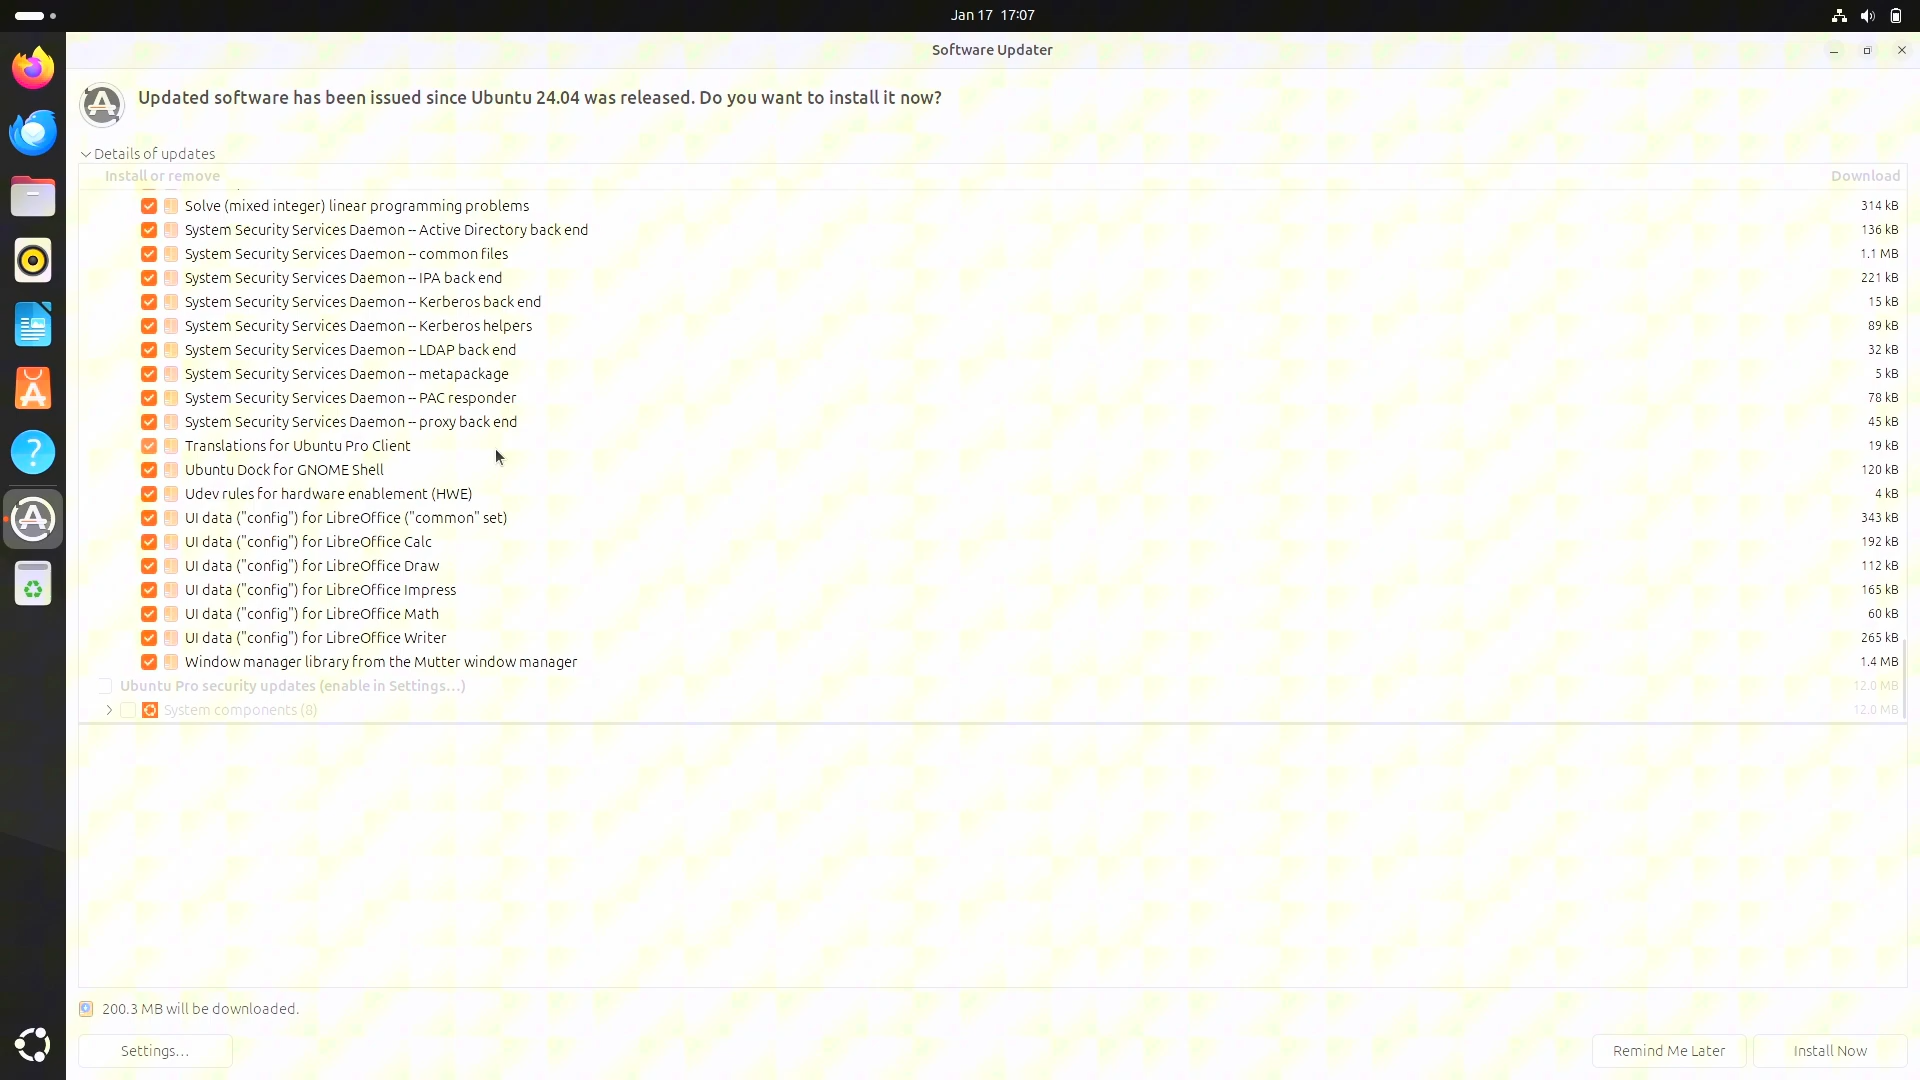 Jan 17 17:07
Software Updater
Updated software has been issued since Ubuntu 24.04 was released. Do you want to install it now?
Details of updates
Install or remove Download
Solve (mixed integer) linear programming problems 314 kB
System Security Services Daemon -- Active Directory back end 136 kB
System Security Services Daemon -- common files 1.1 MB
System Security Services Daemon -- IPA back end 221 kB
System Security Services Daemon -- Kerberos back end 15 kB
System Security Services Daemon -- Kerberos helpers 89 kB
System Security Services Daemon -- LDAP back end 32 kB
System Security Services Daemon -- metapackage 5 kB
System Security Services Daemon -- PAC responder 78 kB
System Security Services Daemon -- proxy back end 45 kB
Translations for Ubuntu Pro Client 19 kB
Ubuntu Dock for GNOME Shell 120 kB
Udev rules for hardware enablement (HWE) 4 kB
UI data ("config") for LibreOffice ("common" set) 343 kB
UI data ("config") for LibreOffice Calc 192 kB
UI data ("config") for LibreOffice Draw 112 kB
UI data ("config") for LibreOffice Impress 165 kB
UI data ("config") for LibreOffice Math 60 kB
UI data ("config") for LibreOffice Writer 265 kB
Window manager library from the Mutter window manager 1.4 MB
Ubuntu Pro security updates (enable in Settings…) 12.0 MB
System components (8) 12.0 MB
200.3 MB will be downloaded.
Settings…
Remind Me Later
Install Now